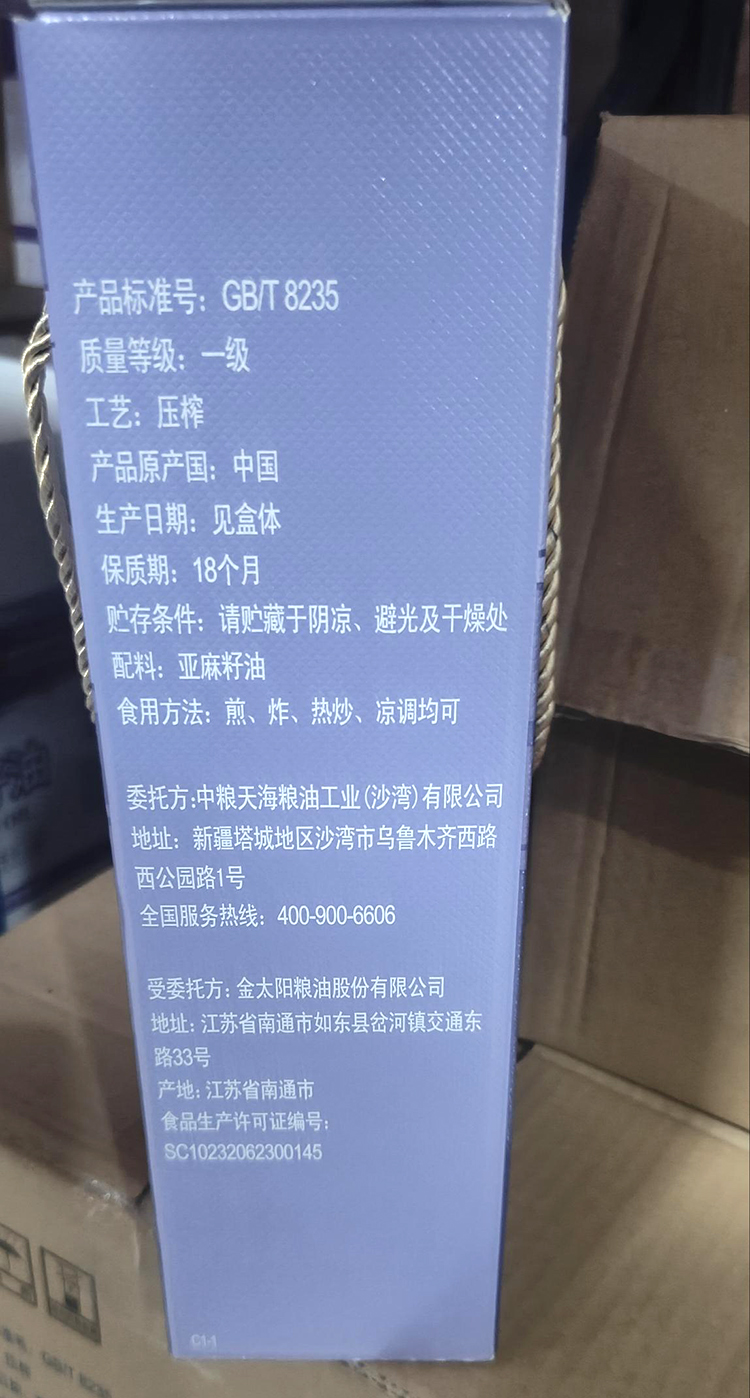 产品标准号：GB/T 8235
质量等级：一级
工艺：压榨
产品原产国：中国
生产日期：见盒体
保质期：18个月
贮存条件：请贮藏于阴凉、避光及干燥处
配料：亚麻籽油
食用方法：煎、炸、热炒、凉调均可
委托方:中粮天海粮油工业(沙湾)有限公司
地址：新疆塔城地区沙湾市乌鲁木齐西路
西公园路1号
全国服务热线：400-900-6606
受委托方：金太阳粮油股份有限公司
地址：江苏省南通市如东县岔河镇交通东
路33号
产地：江苏省南通市
食品生产许可证编号：
SC10232062300145
C1-1
GB/T 8235